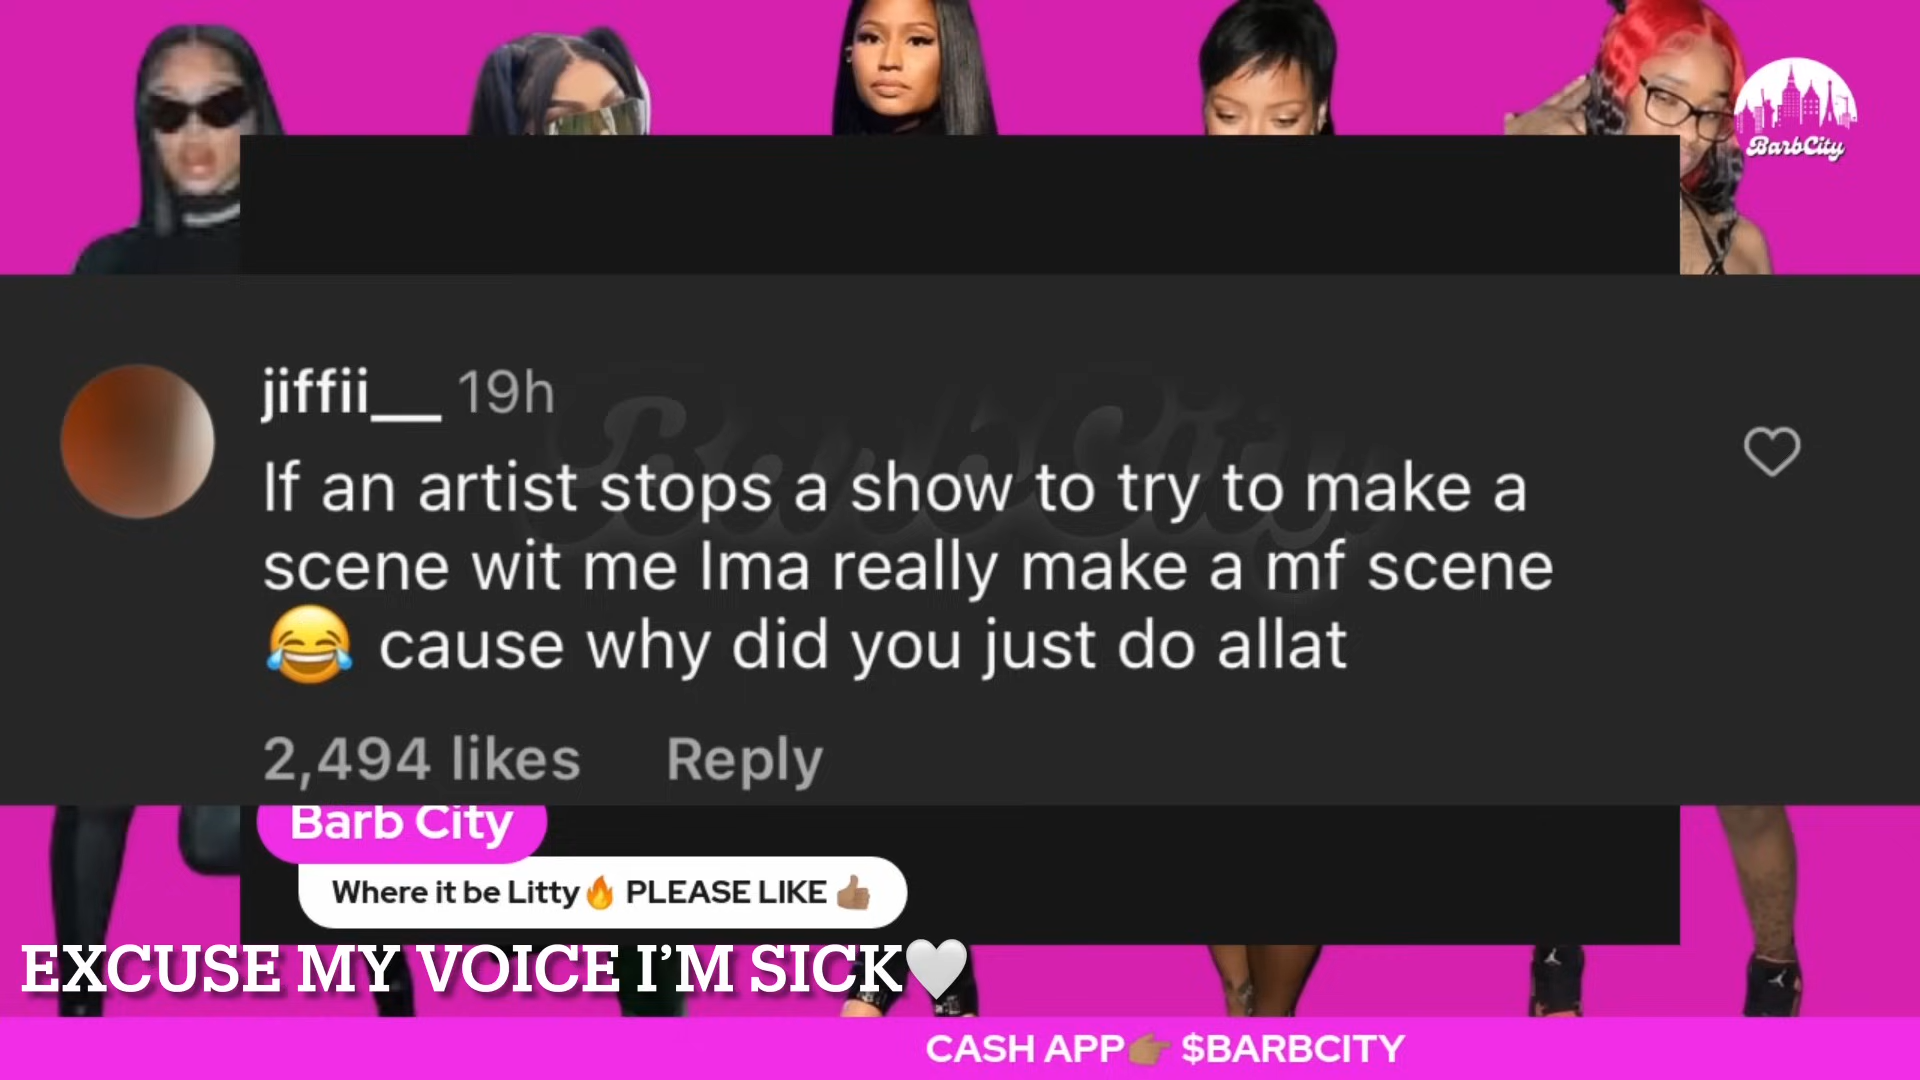 BarbCity
BarbCity
jiffii__ 19h
If an artist stops a show to try to make a
scene wit me Ima really make a mf scene
😂 cause why did you just do allat
2,494 likes Reply
Barb City
Where it be Litty🔥 PLEASE LIKE 👍🏽
EXCUSE MY VOICE I'M SICK🤍
CASH APP👉🏽 $BARBCITY